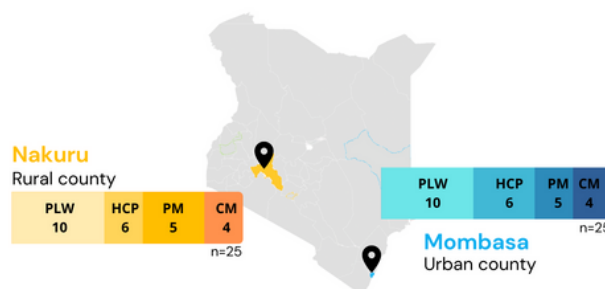 Nakuru
Rural county
PLW HCP PM CM
10 6 5 4
n=25
PLW HCP PM CM
10 6 5 4
n=25
Mombasa
Urban county